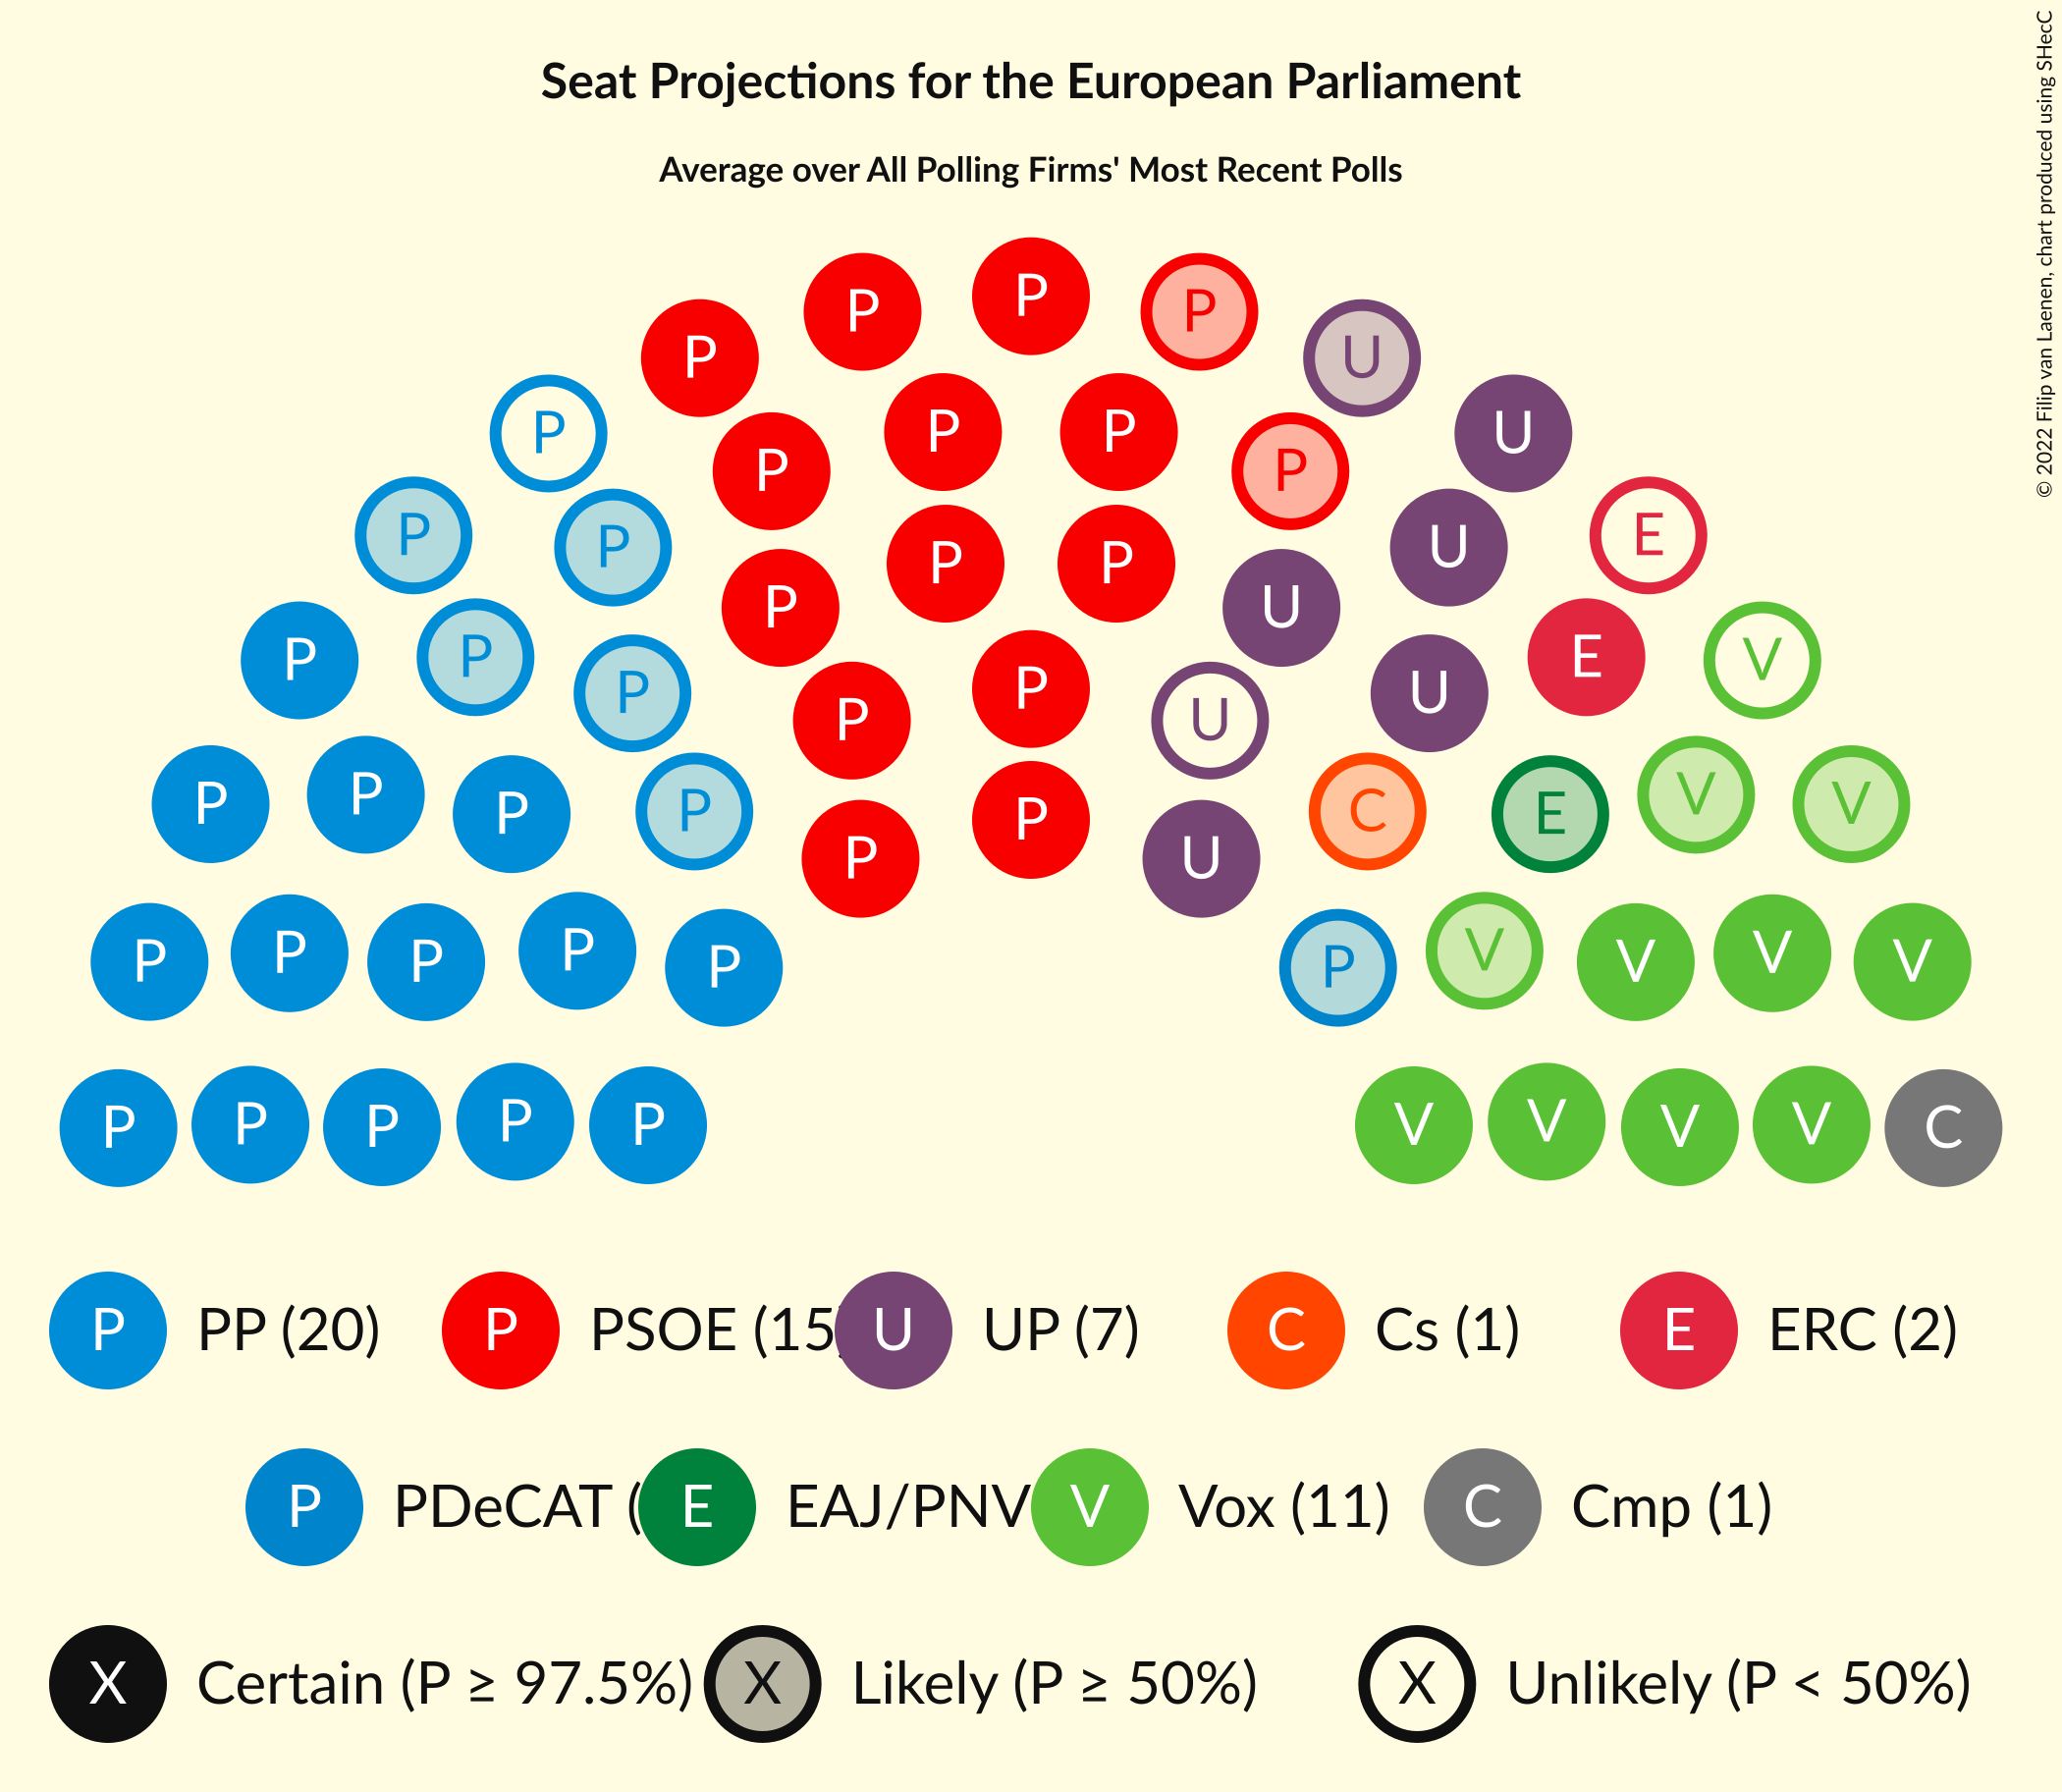 Seat Projections for the European Parliament
Average over All Polling Firms' Most Recent Polls
© 2022 Filip van Laenen, chart produced using SHecC
P
P P
P U
P P
P U
P P
P U
P P
P P U E
P P
P U E V
P P U
P P P P C E V V
P P P
P P U
P P P P P
P V V V V
P P P P P
V V V V C
P PP (20) P PSOE (15 U UP (7) C Cs (1) E ERC (2)
P PDeCAT ( E EAJ/PNV V Vox (11) C Cmp (1)
X Certain (P ≥ 97.5%) X Likely (P ≥ 50%) X Unlikely (P < 50%)